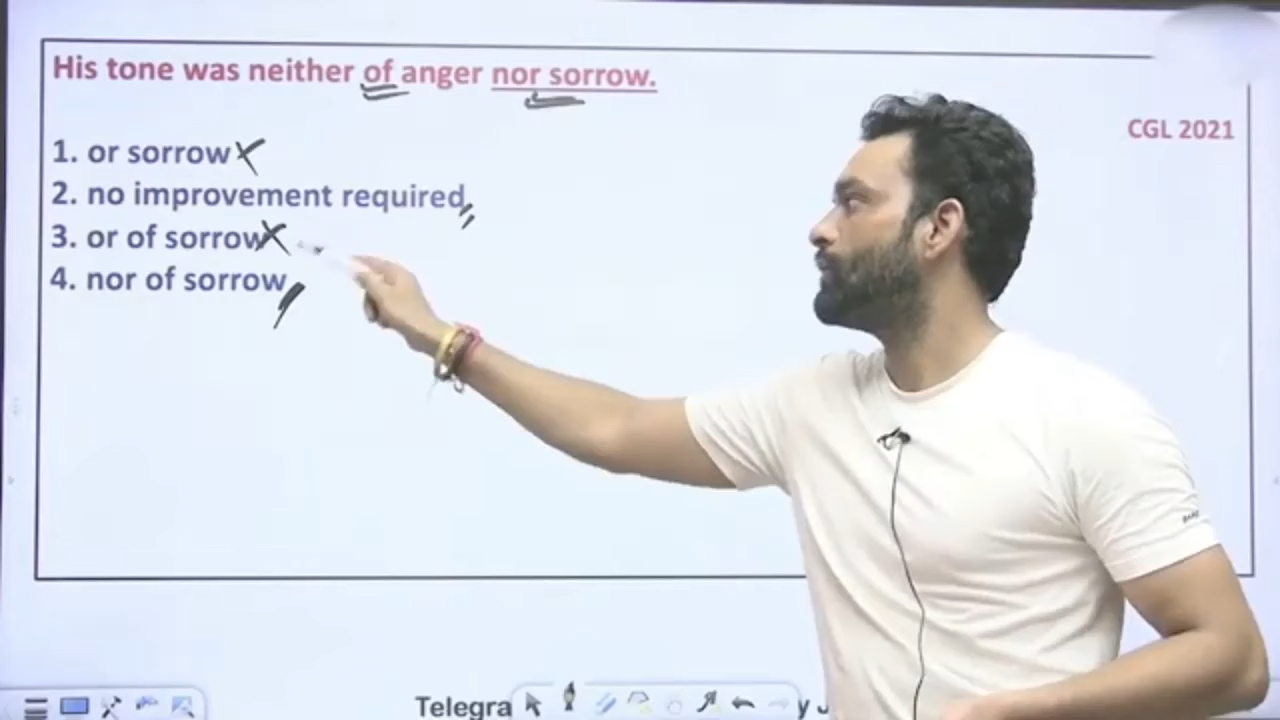 His tone was neither of anger nor sorrow.
CGL 2021
1. or sorrow
2. no improvement required
3. or of sorrow
4. nor of sorrow
Telegra